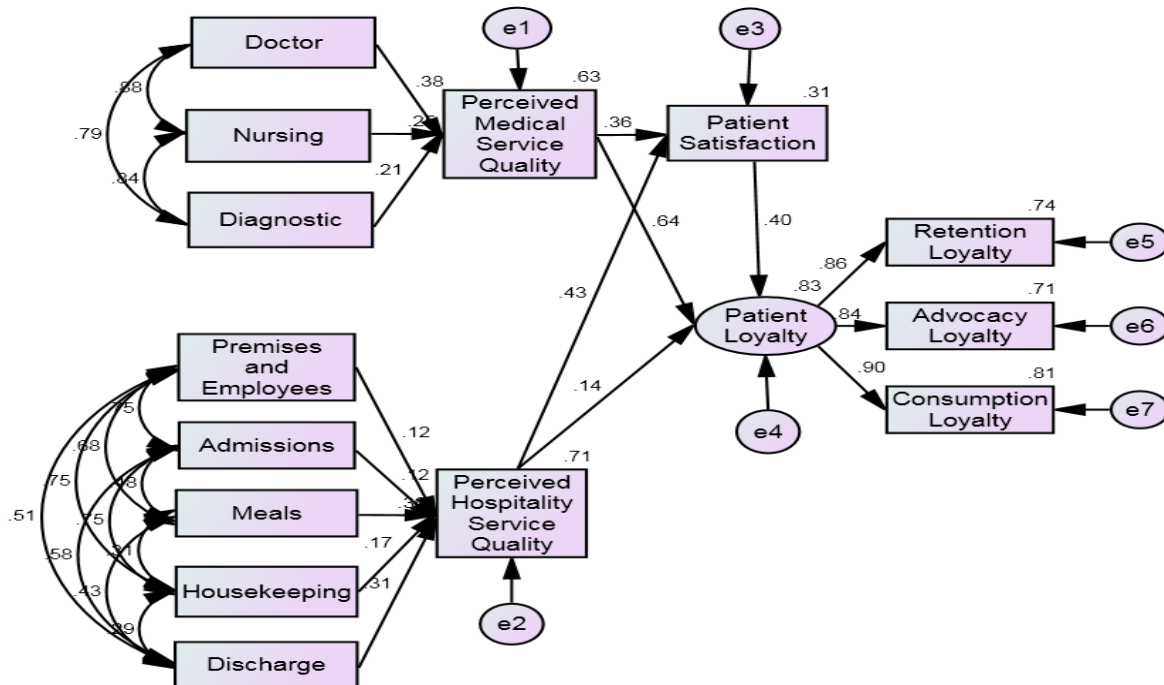 e1
e3
Doctor
.88
.38
.63
.31
Perceived
Medical
Service
Quality
.36
Patient
Satisfaction
.79
Nursing
.84
.21
Diagnostic
.64
.40
.74
Retention
Loyalty
e5
.86
.83
.43
Patient
Loyalty
.84
.71
Advocacy
Loyalty
e6
Premises
and
Employees
.90
.81
Consumption
Loyalty
e7
.14
e4
.75
.12
.68
Admissions
.12
.71
Perceived
Hospitality
Service
Quality
.75
Meals
.51
.75
.17
.58
.31
.31
.43
Housekeeping
e2
.29
Discharge